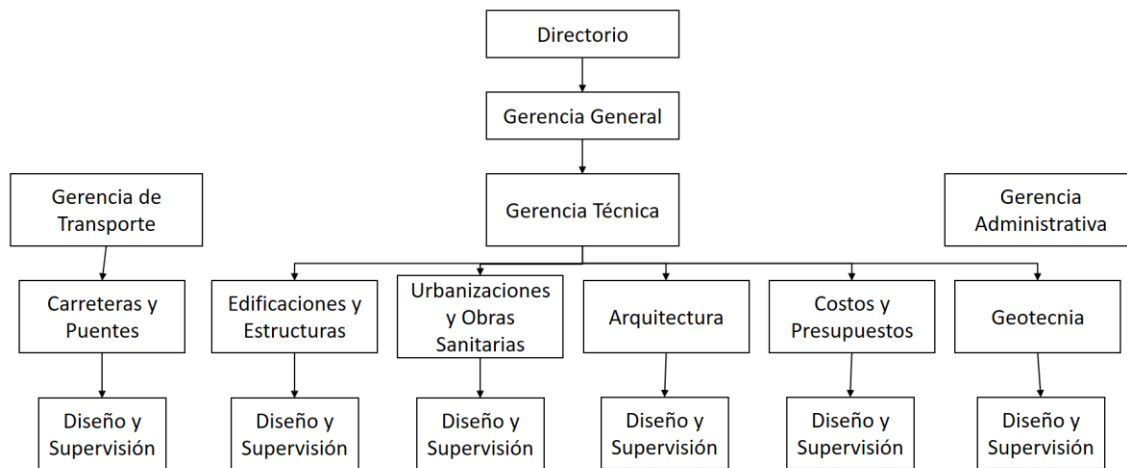 Directorio
Gerencia General
Gerencia de
Transporte
Gerencia Técnica
Gerencia
Administrativa
Carreteras y
Puentes
Edificaciones y
Estructuras
Urbanizaciones
y Obras
Sanitarias
Arquitectura
Costos y
Presupuestos
Geotecnia
Diseño y
Supervisión
Diseño y
Supervisión
Diseño y
Supervisión
Diseño y
Supervisión
Diseño y
Supervisión
Diseño y
Supervisión